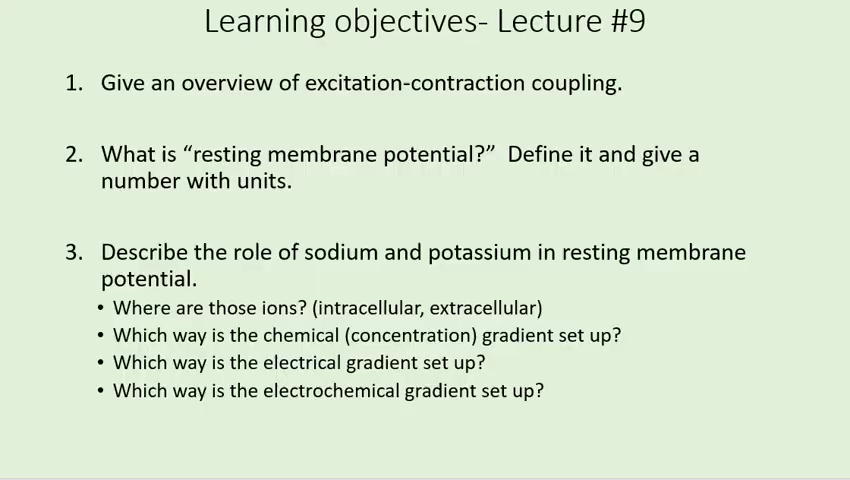 Learning objectives- Lecture #9
1. Give an overview of excitation-contraction coupling.
2. What is “resting membrane potential?” Define it and give a
number with units.
3. Describe the role of sodium and potassium in resting membrane
potential.
• Where are those ions? (intracellular, extracellular)
• Which way is the chemical (concentration) gradient set up?
• Which way is the electrical gradient set up?
• Which way is the electrochemical gradient set up?